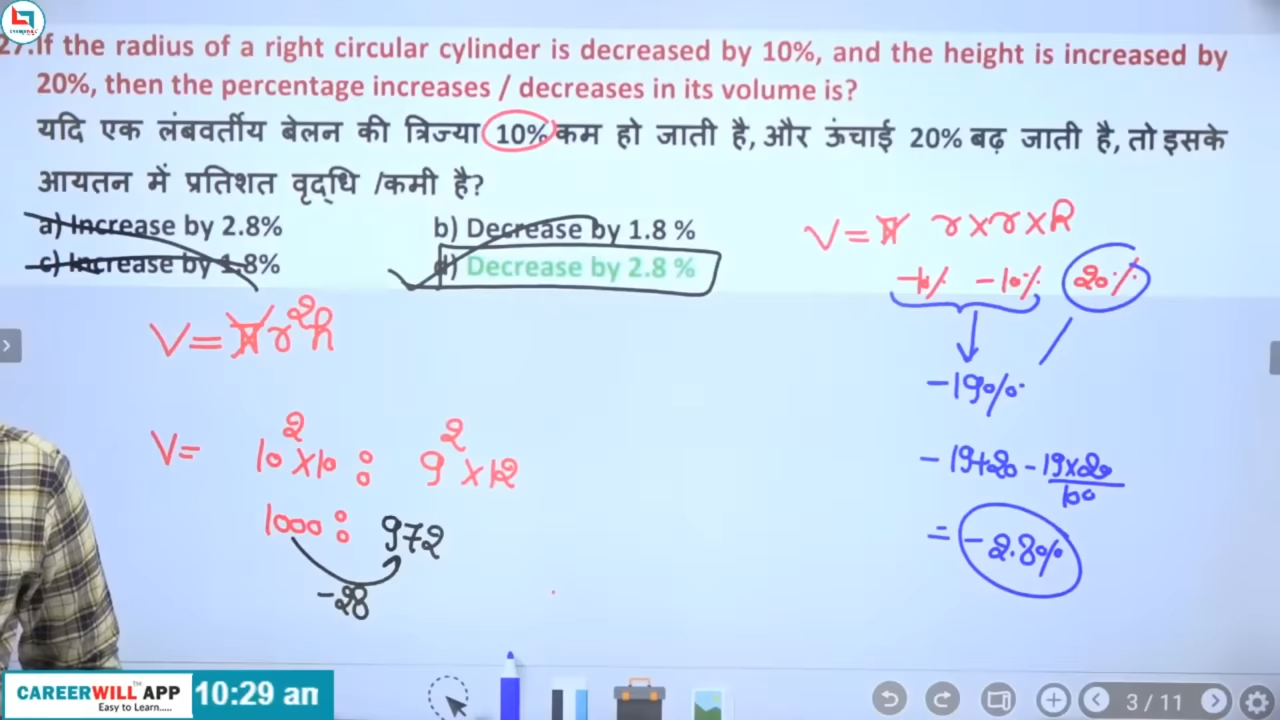 27.If the radius of a right circular cylinder is decreased by 10%, and the height is increased by
20%, then the percentage increases / decreases in its volume is?
यदि एक लंबवर्तीय बेलन की त्रिज्या 10% कम हो जाती है, और ऊंचाई 20% बढ़ जाती है, तो इसके
आयतन में प्रतिशत वृद्धि /कमी है?
a) Increase by 2.8%
b) Decrease by 1.8 %
c) Increase by 1.8%
d) Decrease by 2.8 %
V = π r × r × h
-10% -10% 20%
V = πr²h
-19%
V = 10² × 10 : 9² × 12
-19+20 - 19×20/100
1000 : 972
= -2.8%
-28
CAREERWILL APP
Easy to Learn.....
10:29 an
3 / 11